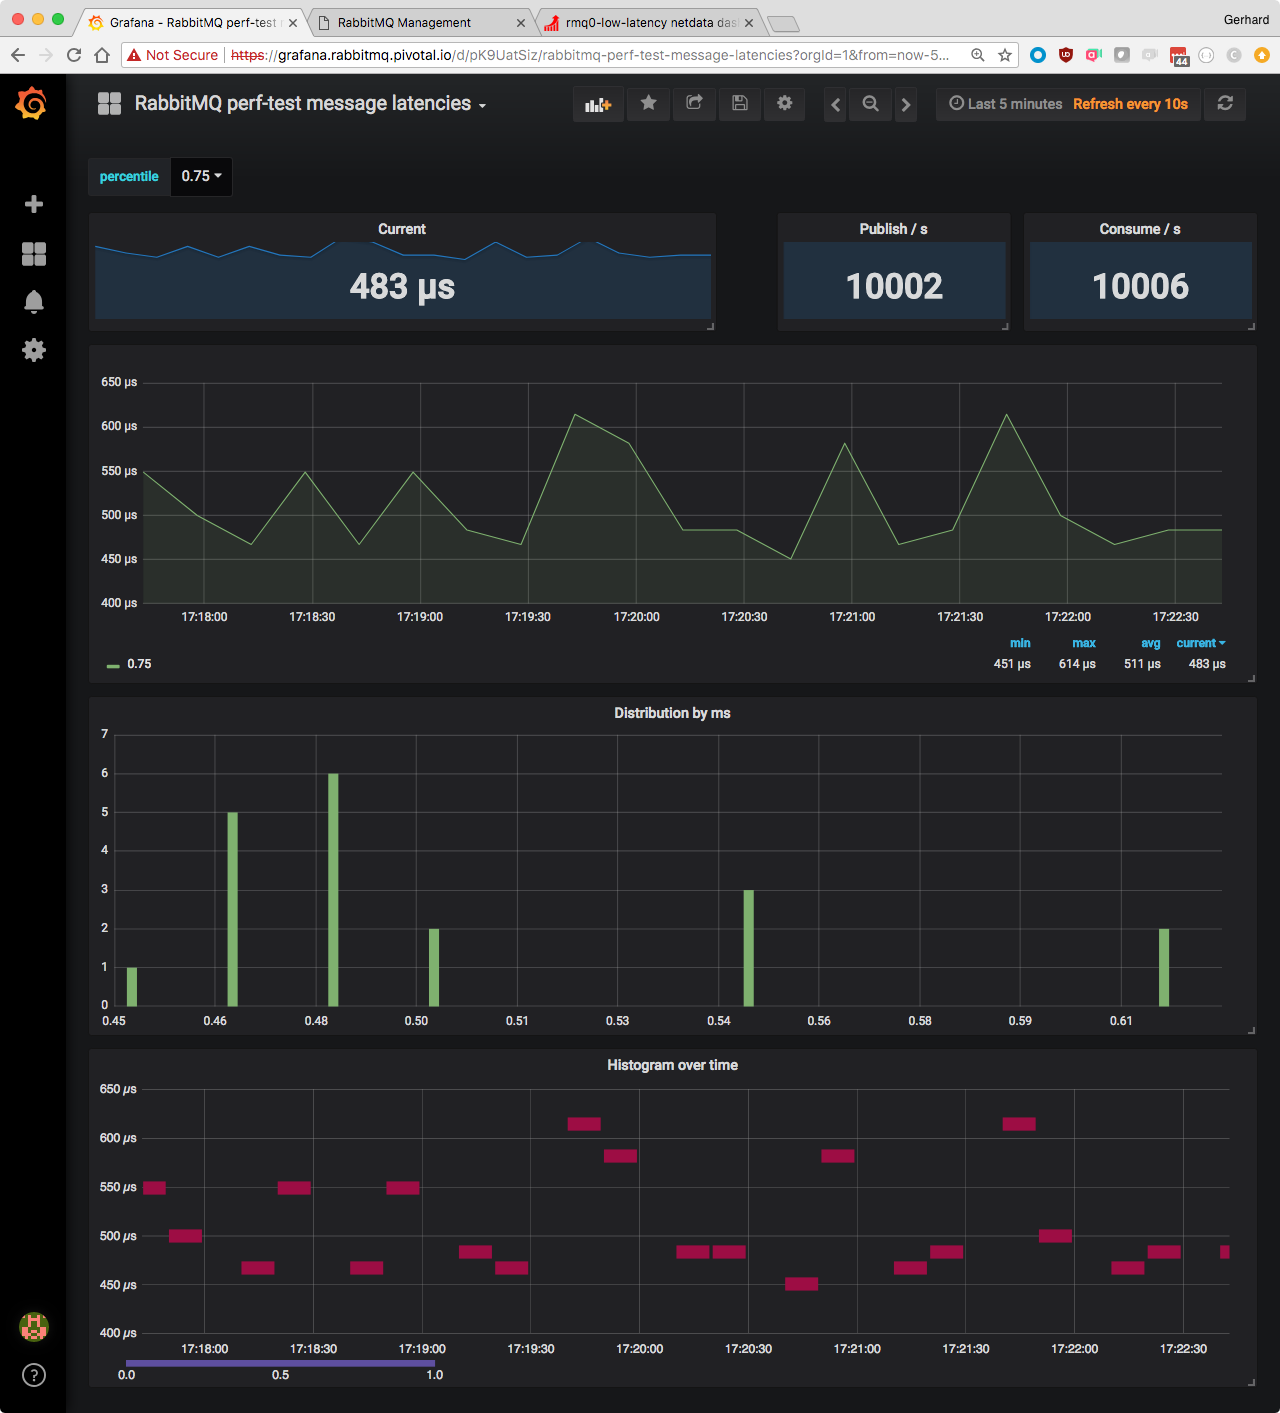 Grafana - RabbitMQ perf-test m
RabbitMQ Management
rmq0-low-latency netdata das
Gerhard
Not Secure
https://grafana.rabbitmq.pivotal.io/d/pK9UatSiz/rabbitmq-perf-test-message-latencies?orgId=1&from=now-5...
44
RabbitMQ perf-test message latencies
Last 5 minutes Refresh every 10s
percentile 0.75
Current
483 µs
Publish / s
10002
Consume / s
10006
650 µs
600 µs
550 µs
500 µs
450 µs
400 µs
17:18:00 17:18:30 17:19:00 17:19:30 17:20:00 17:20:30 17:21:00 17:21:30 17:22:00 17:22:30
min max avg current
0.75 451 µs 614 µs 511 µs 483 µs
Distribution by ms
7
6
5
4
3
2
1
0
0.45 0.46 0.48 0.50 0.51 0.53 0.54 0.56 0.58 0.59 0.61
Histogram over time
650 µs
600 µs
550 µs
500 µs
450 µs
400 µs
17:18:00 17:18:30 17:19:00 17:19:30 17:20:00 17:20:30 17:21:00 17:21:30 17:22:00 17:22:30
0.0 0.5 1.0